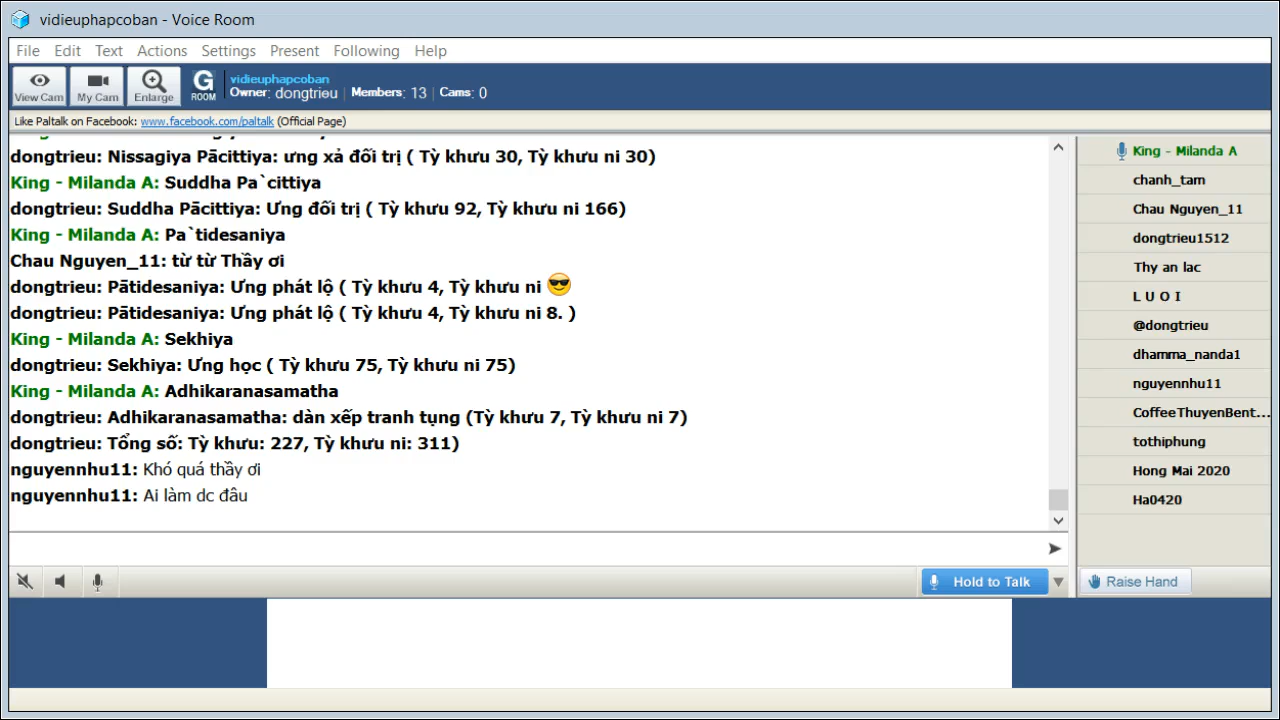 vidieuphapcoban - Voice Room
File Edit Text Actions Settings Present Following Help
View Cam
My Cam
Enlarge
G ROOM
vidieuphapcoban
Owner: dongtrieu | Members: 13 | Cams: 0
Like Paltalk on Facebook: www.facebook.com/paltalk (Official Page)
dongtrieu: Nissagiya Pācittiya: ưng xả đối trị ( Tỳ khưu 30, Tỳ khưu ni 30)
King - Milanda A: Suddha Pa`cittiya
dongtrieu: Suddha Pācittiya: Ưng đối trị ( Tỳ khưu 92, Tỳ khưu ni 166)
King - Milanda A: Pa`tidesaniya
Chau Nguyen_11: từ từ Thầy ơi
dongtrieu: Pātidesaniya: Ưng phát lộ ( Tỳ khưu 4, Tỳ khưu ni 😎
dongtrieu: Pātidesaniya: Ưng phát lộ ( Tỳ khưu 4, Tỳ khưu ni 8. )
King - Milanda A: Sekhiya
dongtrieu: Sekhiya: Ưng học ( Tỳ khưu 75, Tỳ khưu ni 75)
King - Milanda A: Adhikaranasamatha
dongtrieu: Adhikaranasamatha: dàn xếp tranh tụng (Tỳ khưu 7, Tỳ khưu ni 7)
dongtrieu: Tổng số: Tỳ khưu: 227, Tỳ khưu ni: 311)
nguyennhu11: Khó quá thầy ơi
nguyennhu11: Ai làm dc đâu
King - Milanda A
chanh_tam
Chau Nguyen_11
dongtrieu1512
Thy an lac
L U O I
@dongtrieu
dhamma_nanda1
nguyennhu11
CoffeeThuyenBent...
tothiphung
Hong Mai 2020
Ha0420
Hold to Talk
Raise Hand